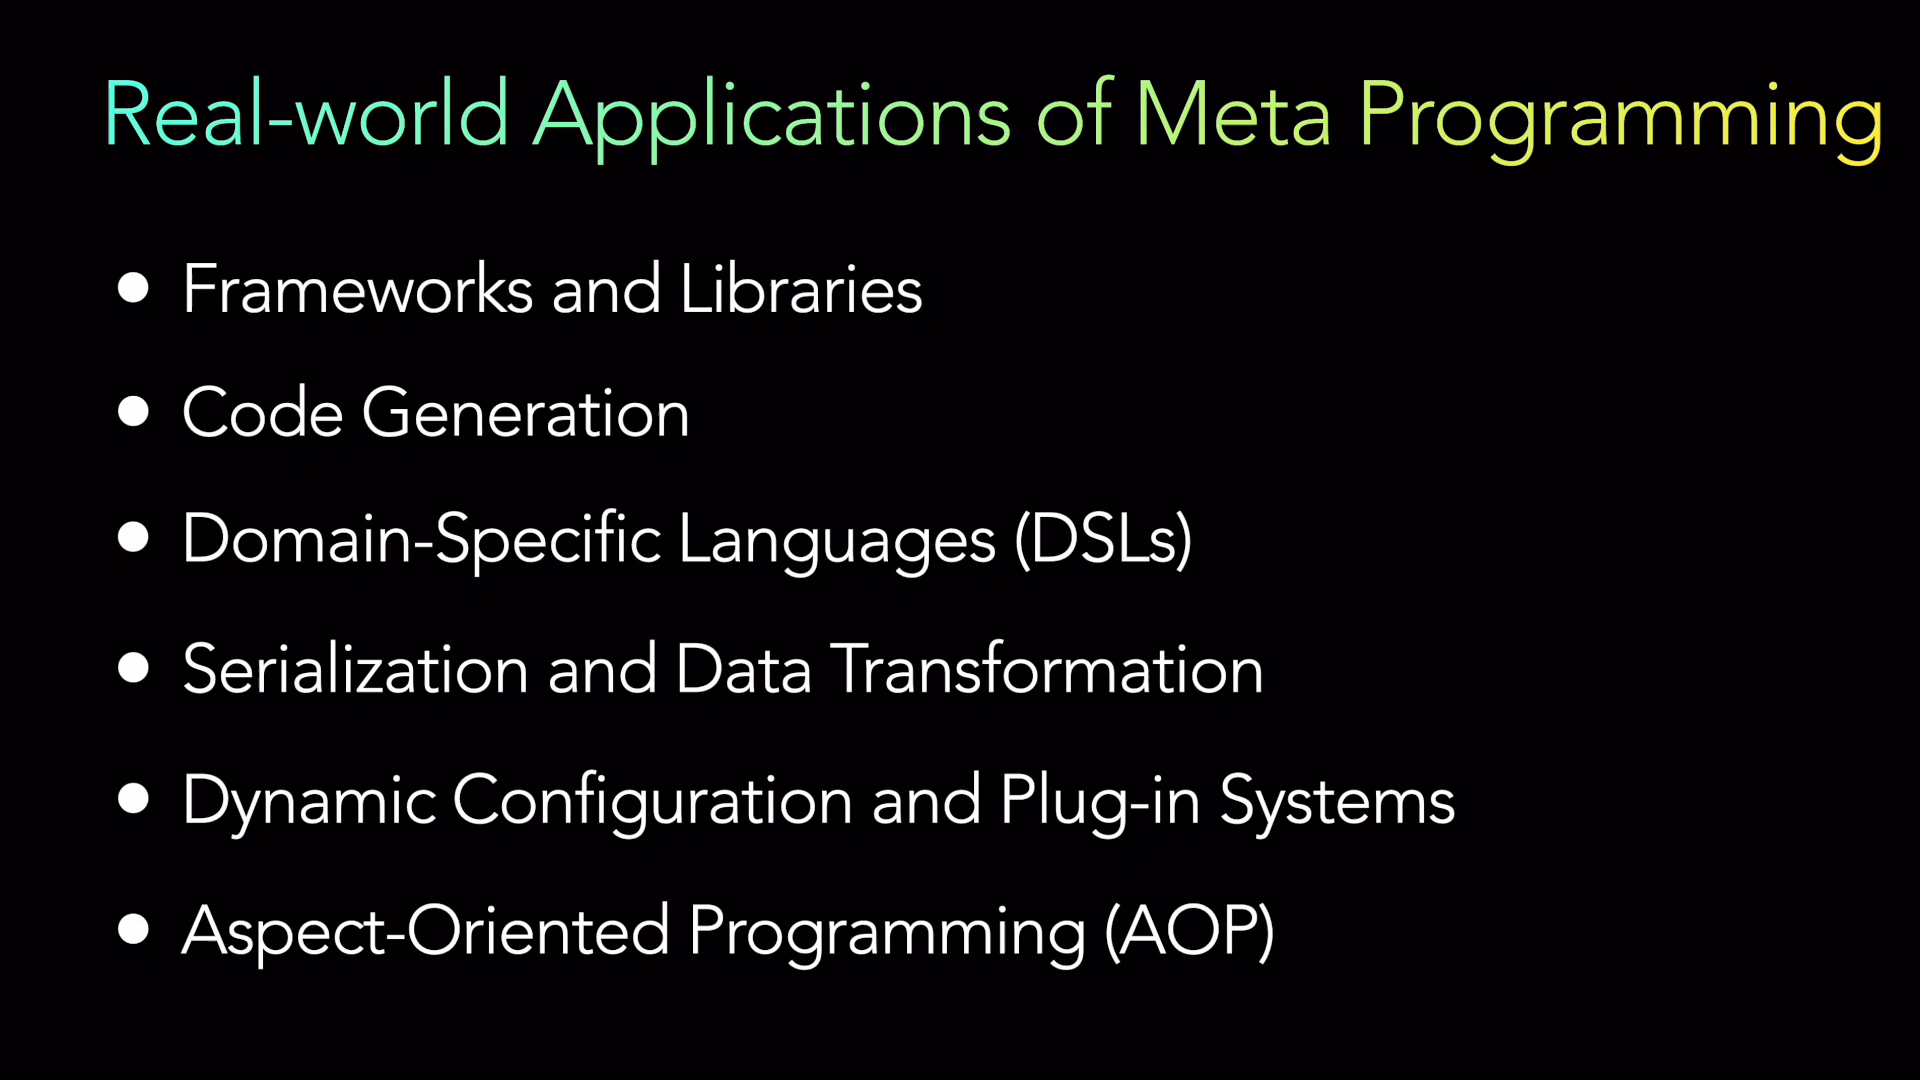 Real-world Applications of Meta Programming
• Frameworks and Libraries
• Code Generation
• Domain-Specific Languages (DSLs)
• Serialization and Data Transformation
• Dynamic Configuration and Plug-in Systems
• Aspect-Oriented Programming (AOP)